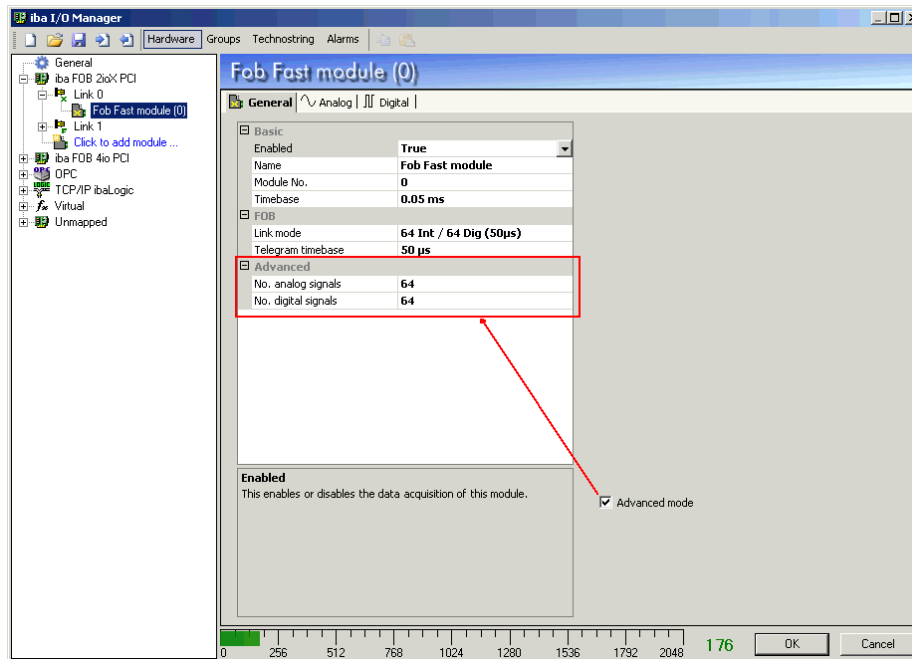 iba I/O Manager
Hardware Groups Technostring Alarms
General
iba FOB 2ioX PCI
Link 0
Fob Fast module (0)
Link 1
Click to add module ...
iba FOB 4io PCI
OPC
TCP/IP ibaLogic
Virtual
Unmapped
Fob Fast module (0)
General Analog Digital
Basic
Enabled True
Name Fob Fast module
Module No. 0
Timebase 0.05 ms
FOB
Link mode 64 Int / 64 Dig (50µs)
Telegram timebase 50 µs
Advanced
No. analog signals 64
No. digital signals 64
Enabled
This enables or disables the data acquisition of this module.
Advanced mode
0 256 512 768 1024 1280 1536 1792 2048 176 OK Cancel